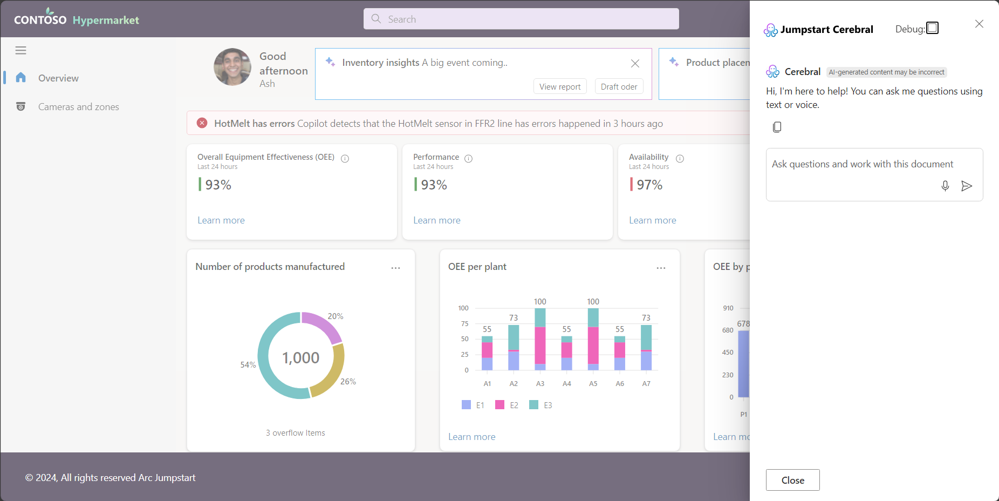 CONTOSO Hypermarket
Search
Overview
Cameras and zones
Good
afternoon
Ash
Inventory insights A big event coming..
View report
Draft oder
Product placen
HotMelt has errors Copilot detects that the HotMelt sensor in FFR2 line has errors happened in 3 hours ago
Overall Equipment Effectiveness (OEE)
Last 24 hours
93%
Learn more
Performance
Last 24 hours
93%
Learn more
Availability
Last 24 hours
97%
Learn more
Number of products manufactured
20%
54%
1,000
26%
3 overflow Items
OEE per plant
100
75
50
25
0
55
73
100
55
100
55
73
A1
A2
A3
A4
A5
A6
A7
E1
E2
E3
Learn more
OEE by p
910
680
450
230
0
678
P1
Learn mo
© 2024, All rights reserved Arc Jumpstart
Jumpstart Cerebral
Debug:
Cerebral
AI-generated content may be incorrect
Hi, I'm here to help! You can ask me questions using
text or voice.
Ask questions and work with this document
Close